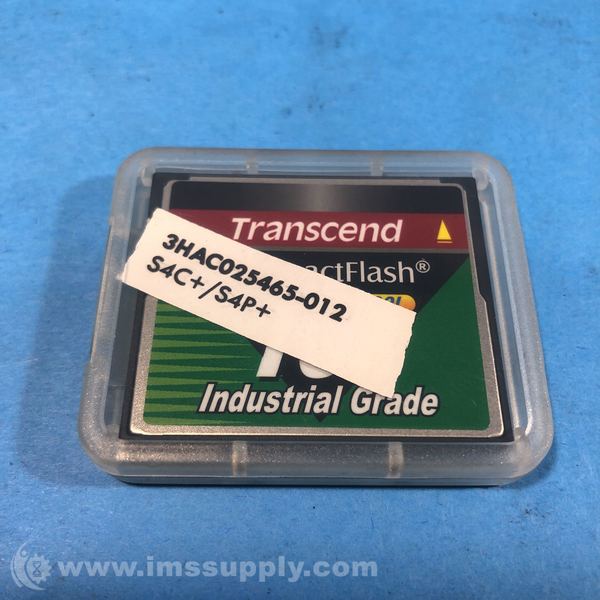 Transcend
actFlash®
3HAC025465-012
S4C+/S4P+
Industrial Grade
www.imssupply.com